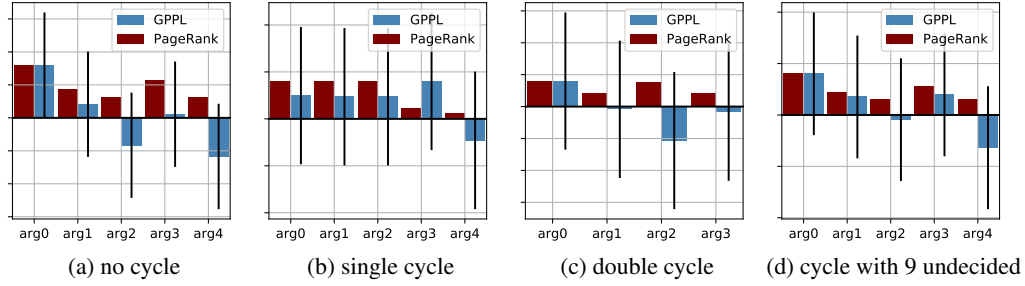 GPPL
PageRank
GPPL
PageRank
GPPL
PageRank
GPPL
PageRank
arg0 arg1 arg2 arg3 arg4
arg0 arg1 arg2 arg3 arg4
arg0 arg1 arg2 arg3
arg0 arg1 arg2 arg3 arg4
(a) no cycle
(b) single cycle
(c) double cycle
(d) cycle with 9 undecided